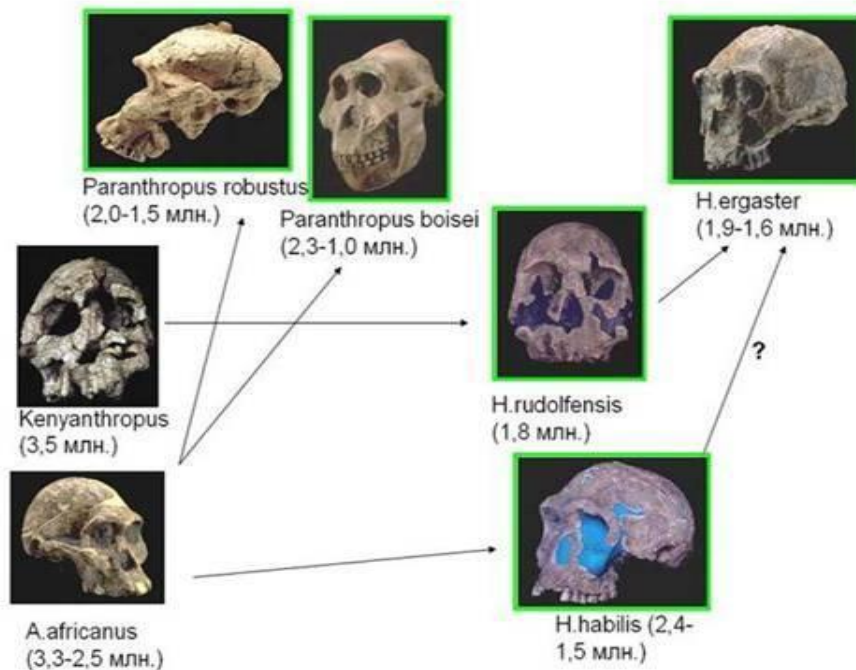 Paranthropus robustus
(2,0-1,5 млн.)
Paranthropus boisei
(2,3-1,0 млн.)
H.ergaster
(1,9-1,6 млн.)
Kenyanthropus
(3,5 млн.)
H.rudolfensis
(1,8 млн.)
?
A.africanus
(3,3-2,5 млн.)
H.habilis (2,4-
1,5 млн.)